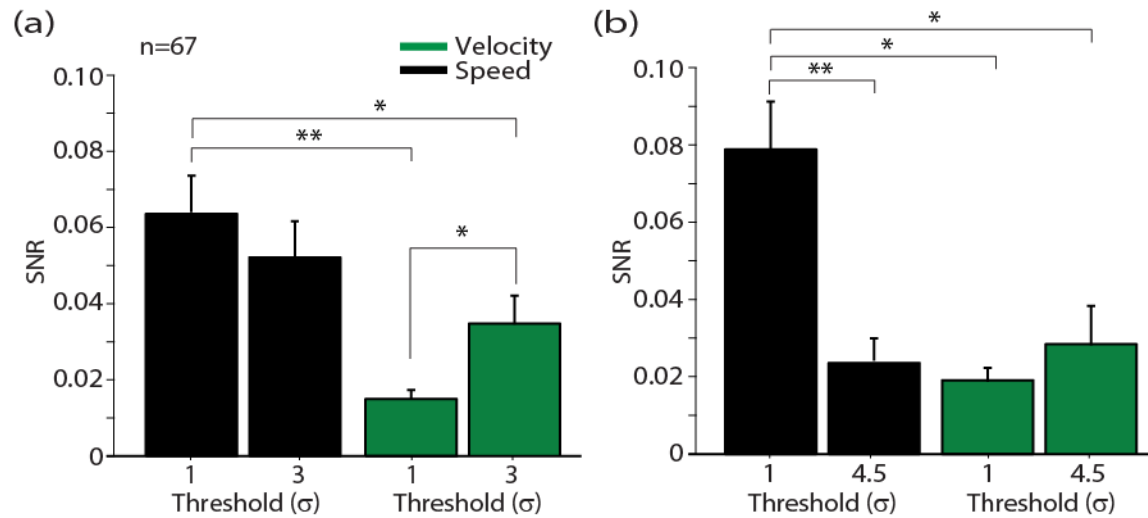 (a)
n=67
Velocity
Speed
SNR
0.10
0.08
0.06
0.04
0.02
0
*
**
*
1 3 1 3
Threshold (σ) Threshold (σ)
(b)
SNR
0.10
0.08
0.06
0.04
0.02
0
*
*
**
1 4.5 1 4.5
Threshold (σ) Threshold (σ)